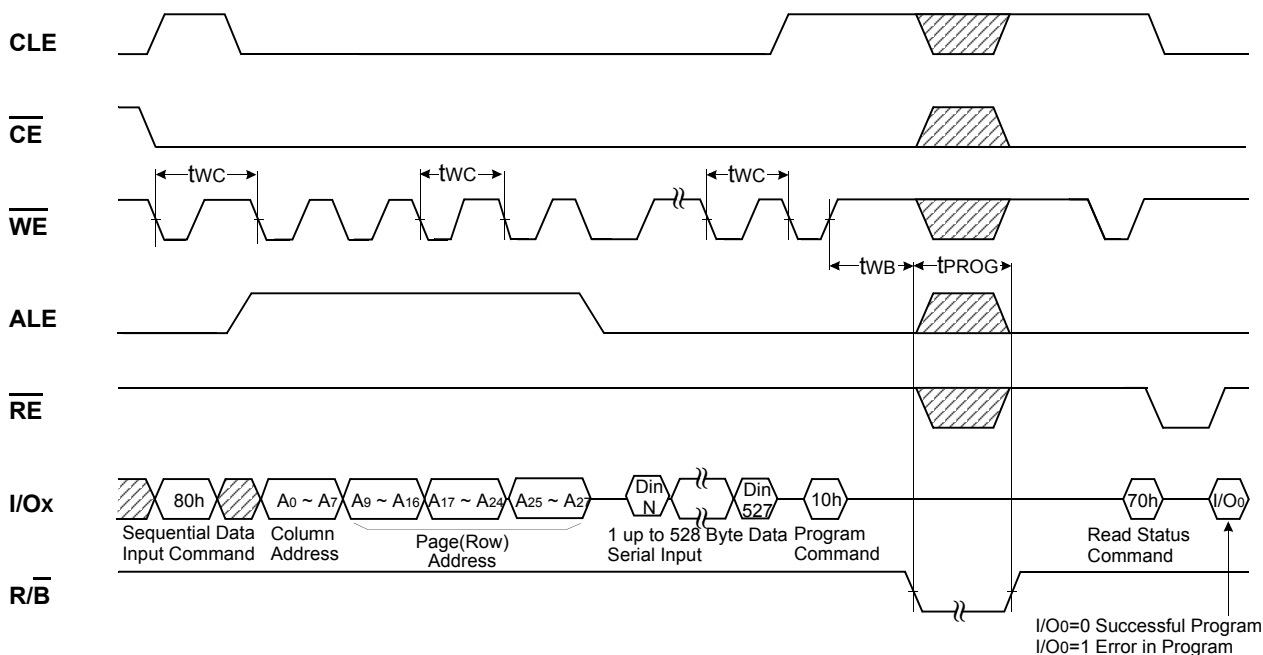 CLE
CE
tWC tWC tWC
WE
tWB tPROG
ALE
RE
I/Ox
80h A0 ~ A7 A9 ~ A16 A17 ~ A24 A25 ~ A27 Din N Din 527 10h 70h I/O0
Sequential Data Input Command
Column Address
Page(Row) Address
1 up to 528 Byte Data Serial Input
Program Command
Read Status Command
R/B
I/O0=0 Successful Program
I/O0=1 Error in Program